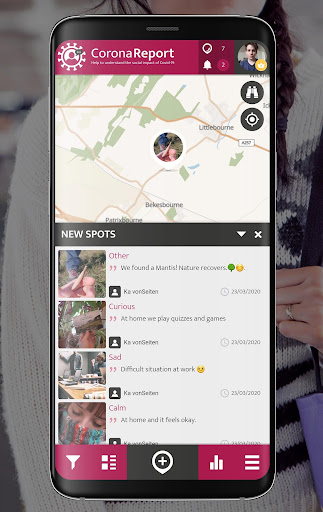 CoronaReport
Help to understand the social impact of Covid-19
7
2
Littlebourne
A257
Bekesbourne
Patrixbourne
NEW SPOTS
Other
We found a Mantis! Nature recovers.🌳😊.
Ka vonSeiten
23/03/2020
Curious
At home we play quizzes and games
Ka vonSeiten
23/03/2020
Sad
Difficult situation at work 😢
Ka vonSeiten
23/03/2020
Calm
At home and it feels okay.
Ka vonSeiten
23/03/2020